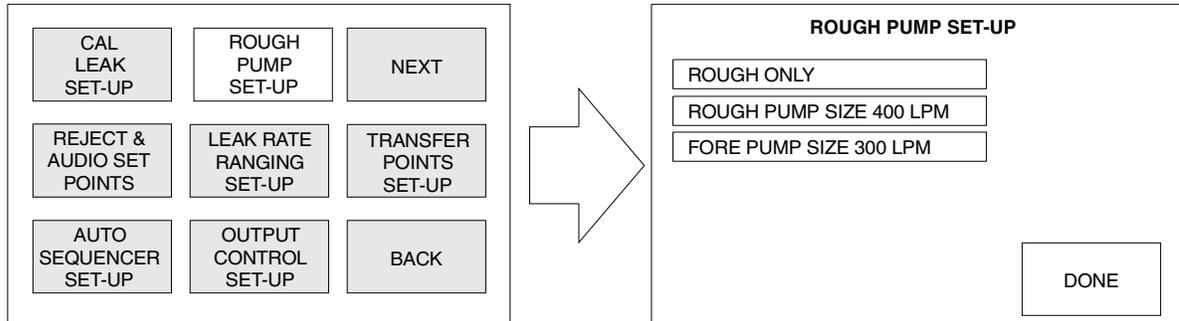 CAL
LEAK
SET-UP
ROUGH
PUMP
SET-UP
NEXT
REJECT &
AUDIO SET
POINTS
LEAK RATE
RANGING
SET-UP
TRANSFER
POINTS
SET-UP
AUTO
SEQUENCER
SET-UP
OUTPUT
CONTROL
SET-UP
BACK
ROUGH PUMP SET-UP
ROUGH ONLY
ROUGH PUMP SIZE 400 LPM
FORE PUMP SIZE 300 LPM
DONE